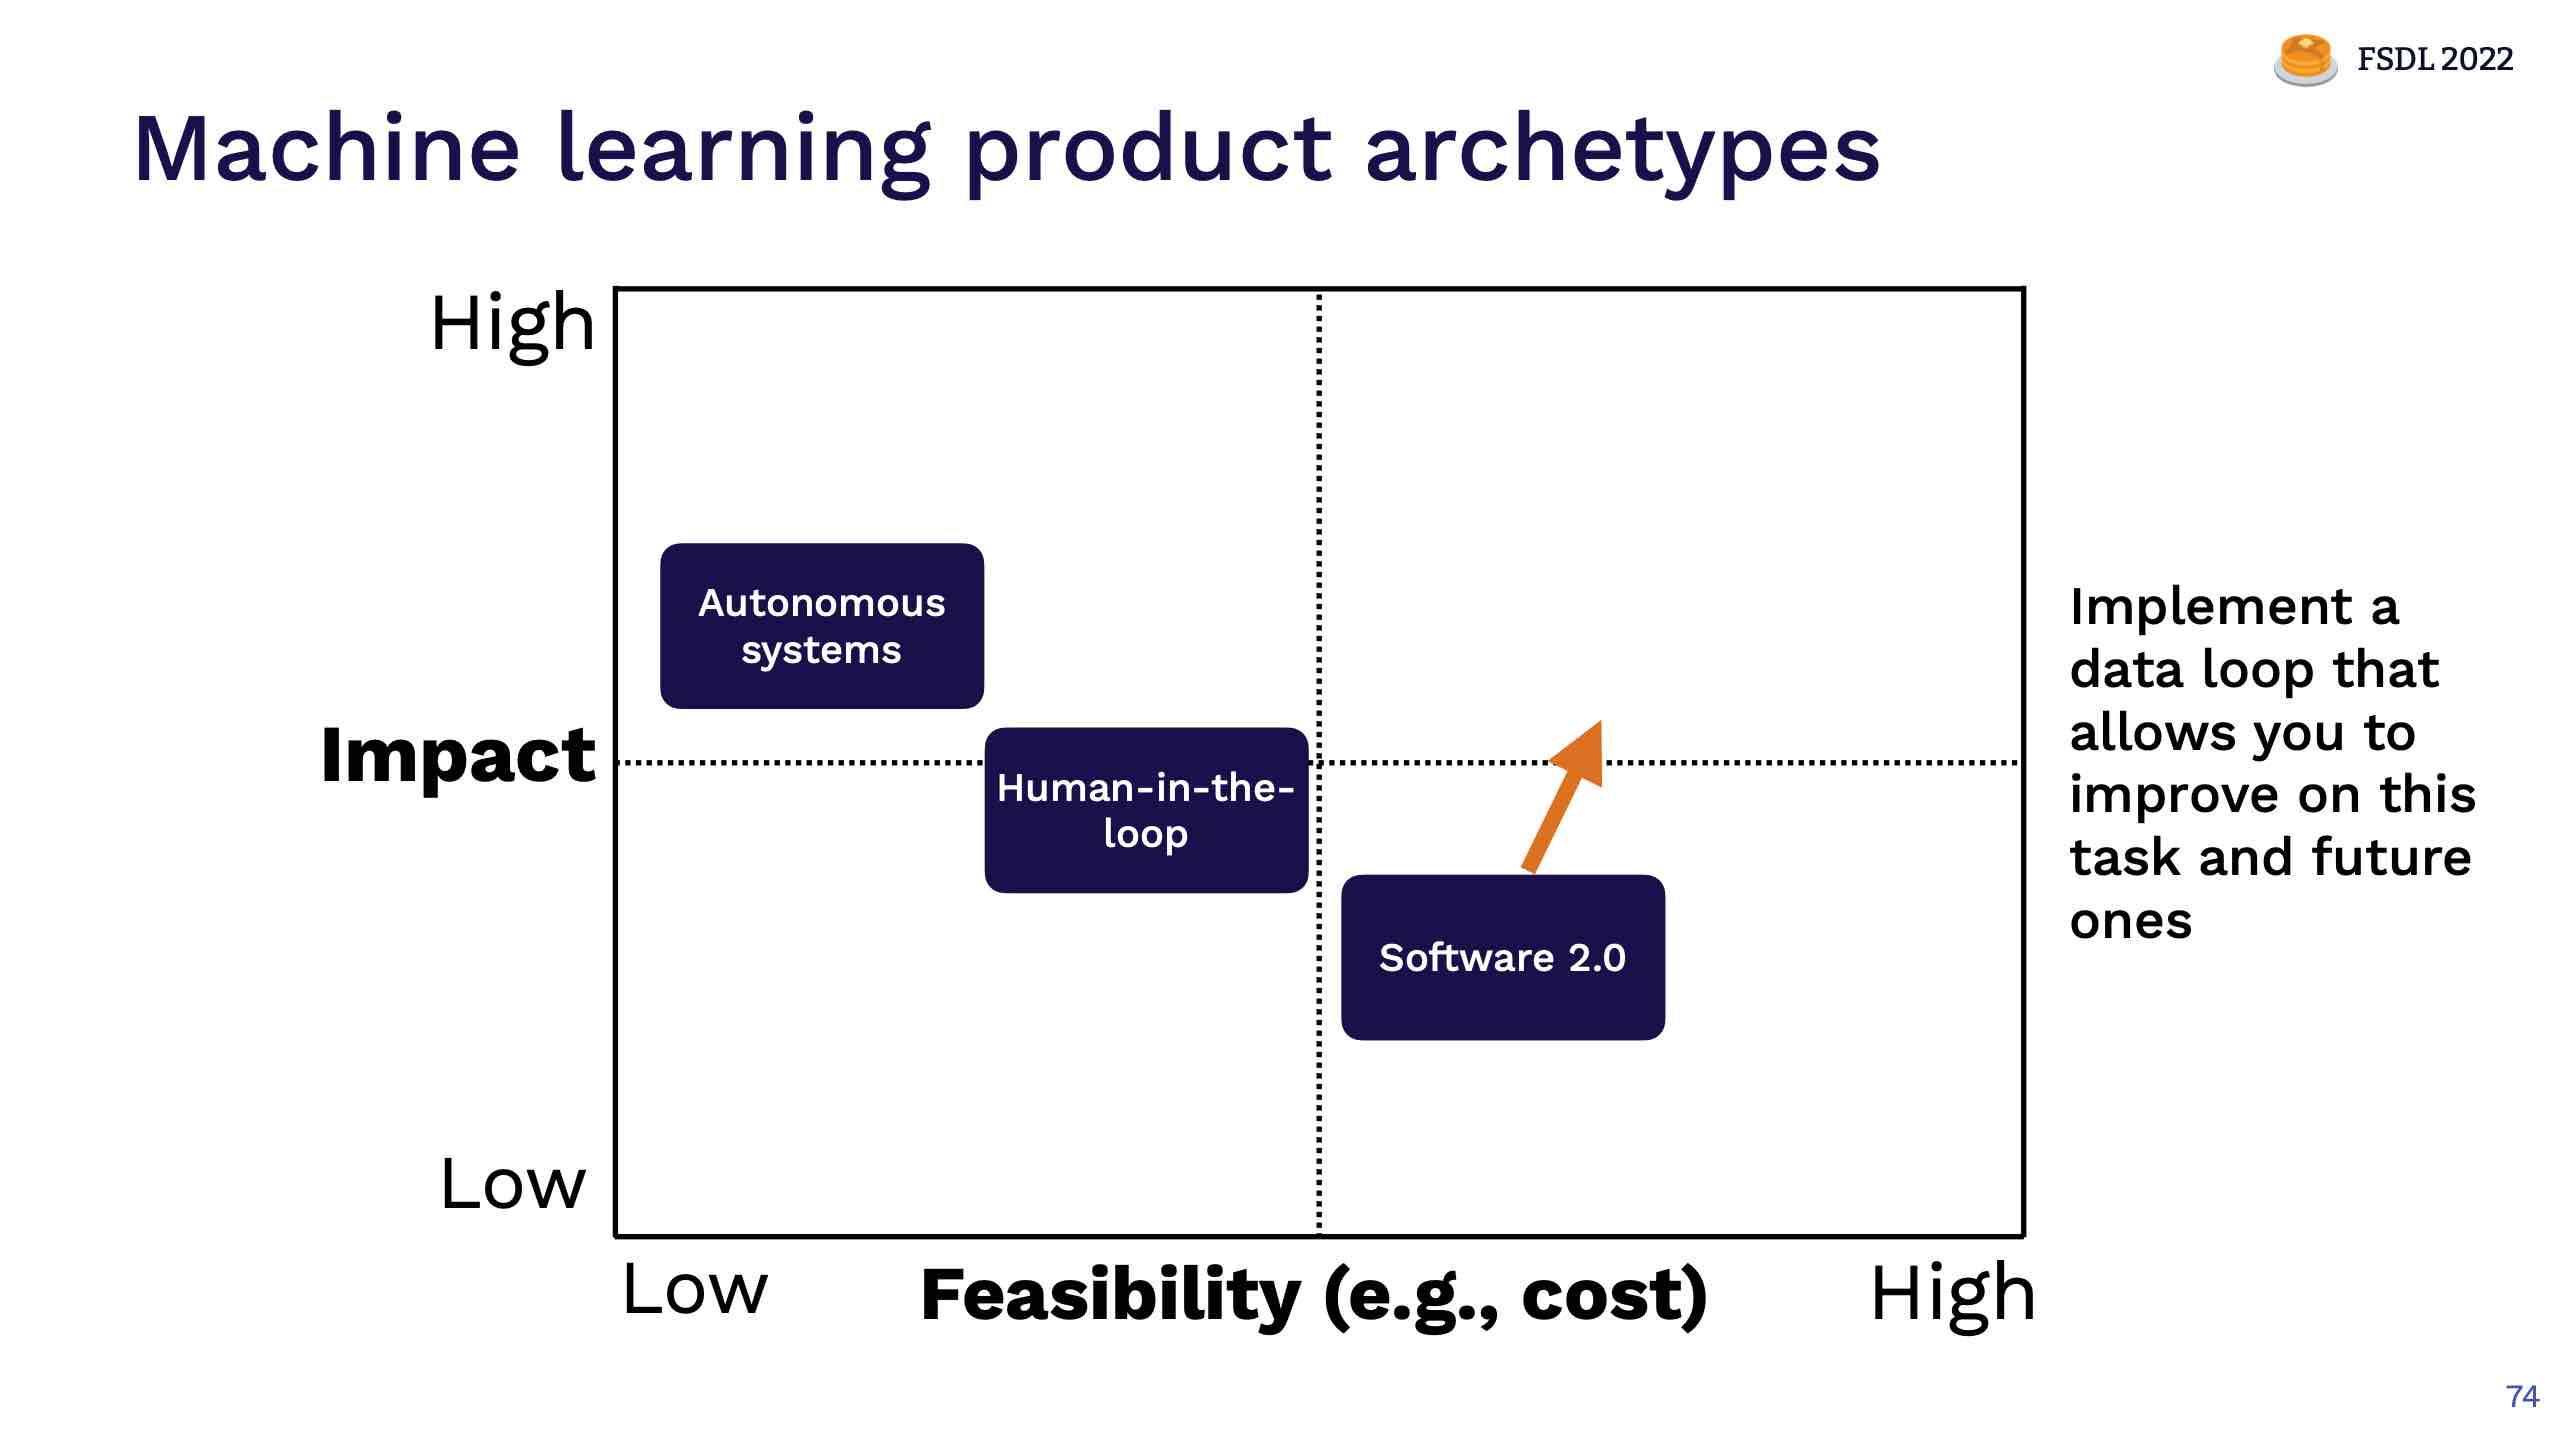 FSDL 2022
Machine learning product archetypes
High
Autonomous
systems
Impact
Human-in-the-
loop
Software 2.0
Low
Low
Feasibility (e.g., cost)
High
Implement a
data loop that
allows you to
improve on this
task and future
ones
74